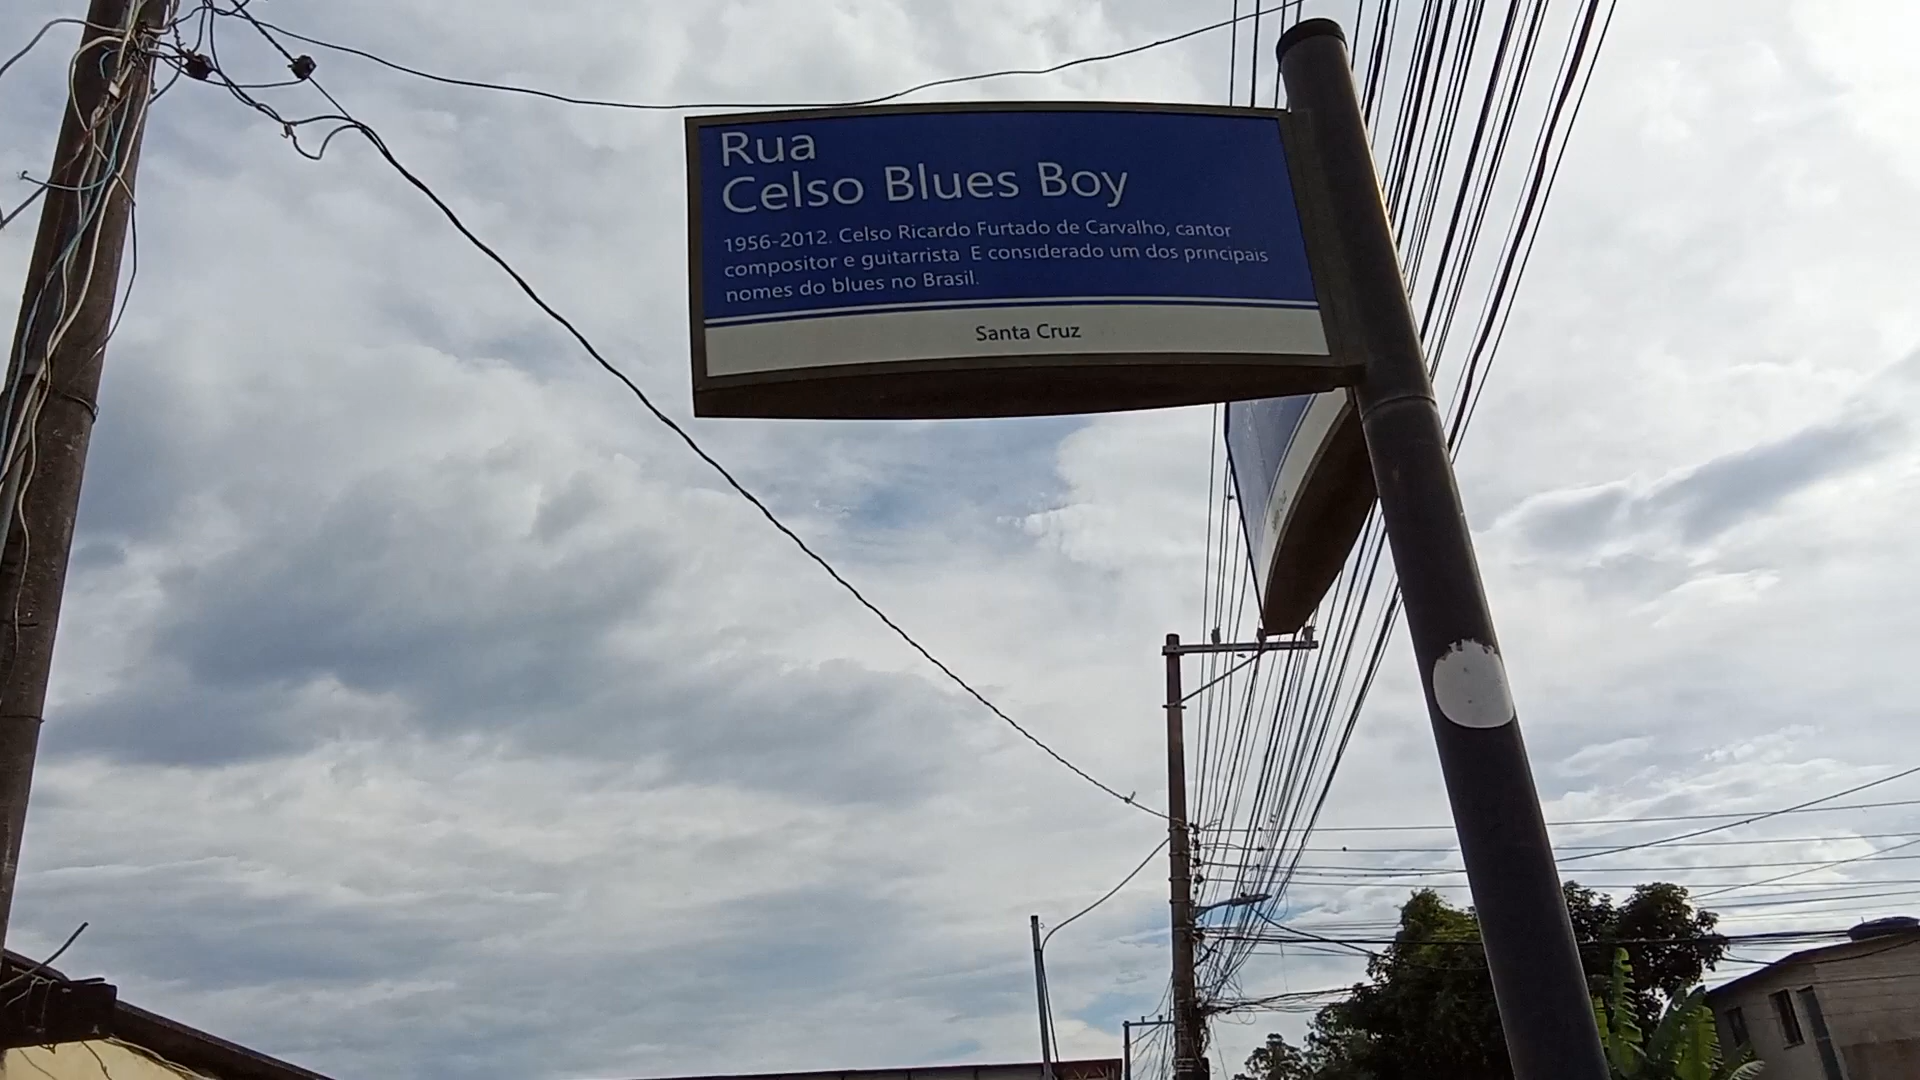 Rua
Celso Blues Boy
1956-2012. Celso Ricardo Furtado de Carvalho, cantor
compositor e guitarrista E considerado um dos principais
nomes do blues no Brasil.
Santa Cruz